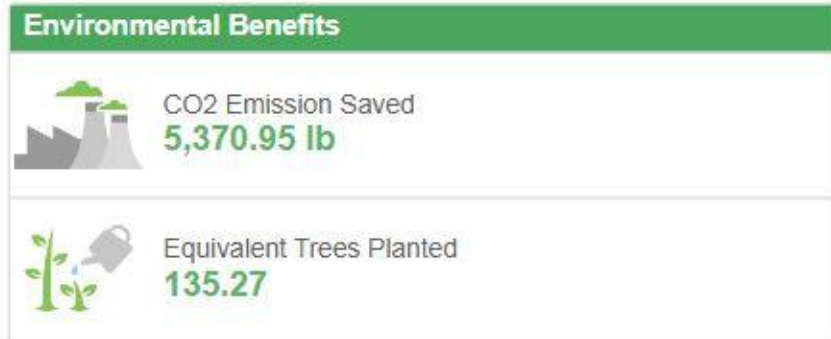 Environmental Benefits
CO2 Emission Saved
5,370.95 lb
Equivalent Trees Planted
135.27